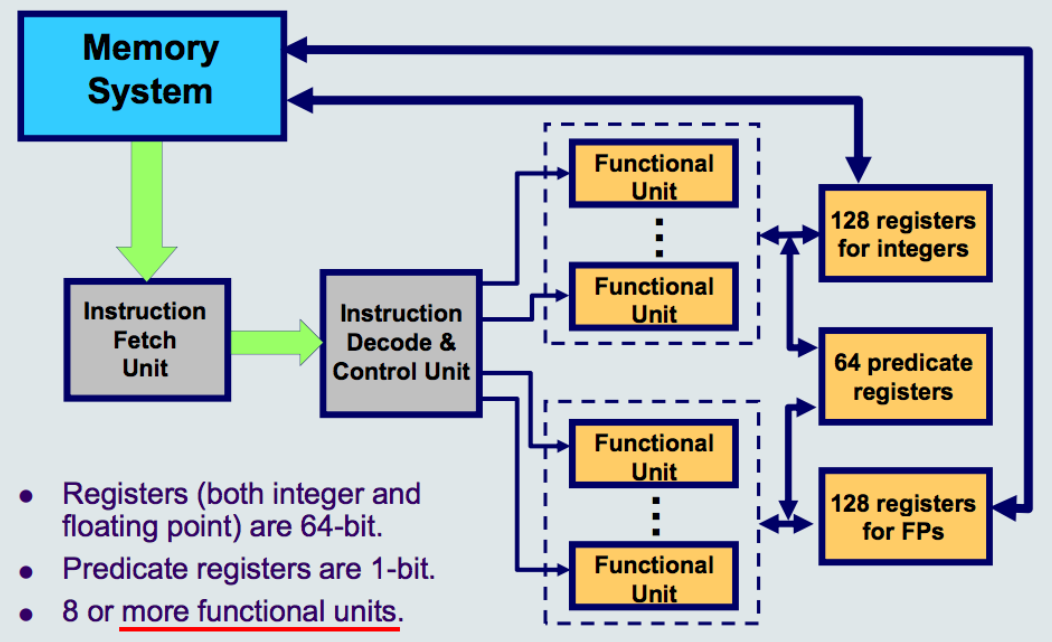 Memory
System
Functional
Unit
Functional
Unit
128 registers
for integers
Instruction
Fetch
Unit
Instruction
Decode &
Control Unit
64 predicate
registers
Functional
Unit
Functional
Unit
128 registers
for FPs
• Registers (both integer and
floating point) are 64-bit.
• Predicate registers are 1-bit.
• 8 or more functional units.